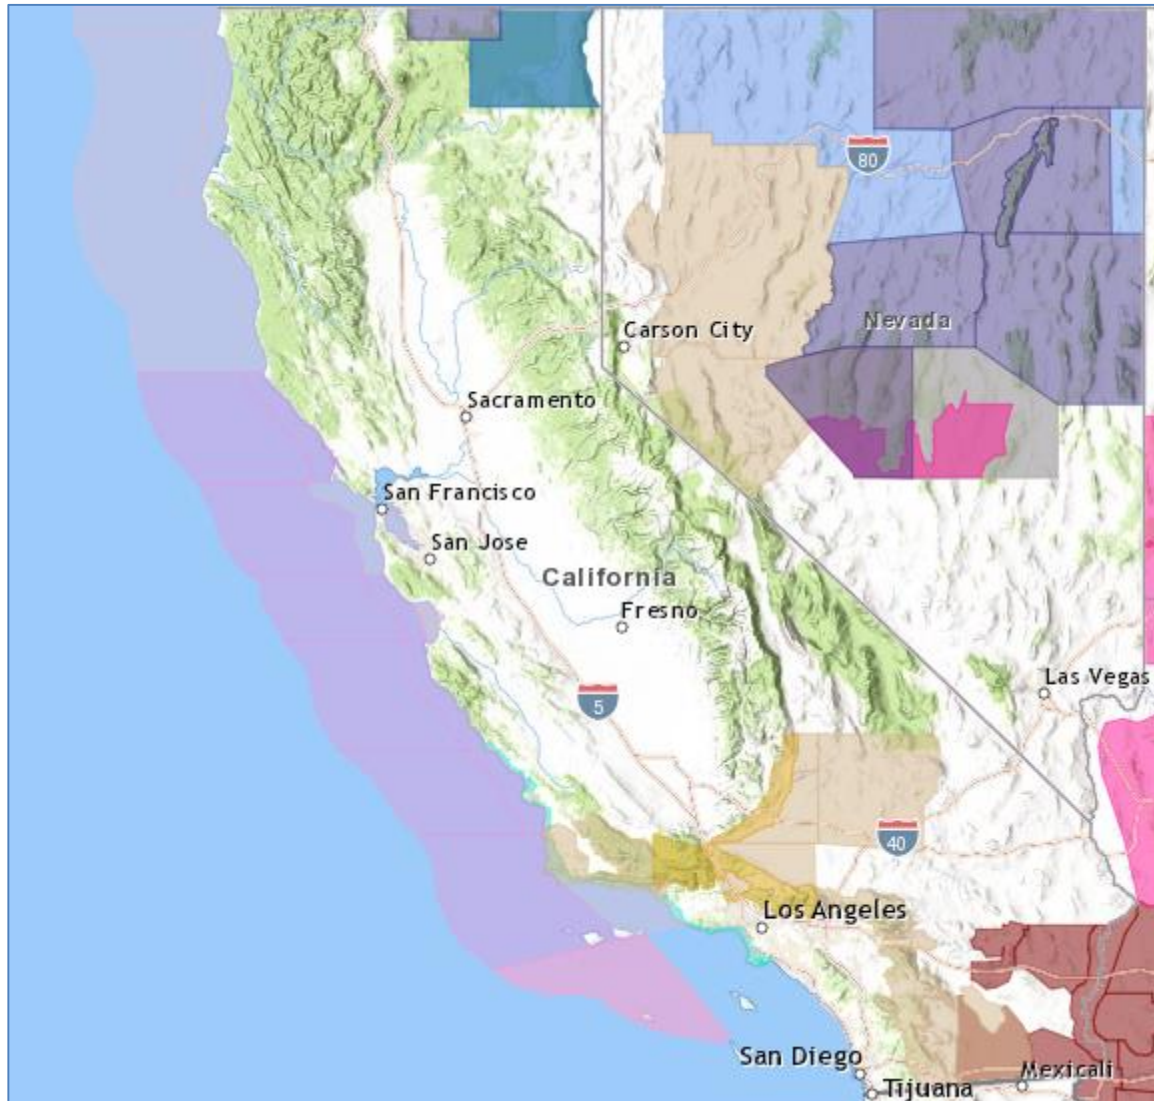 80
Nevada
Carson City
Sacramento
San Francisco
San Jose
California
Fresno
Las Vegas
5
40
Los Angeles
San Diego
Mexicali
Tijuana